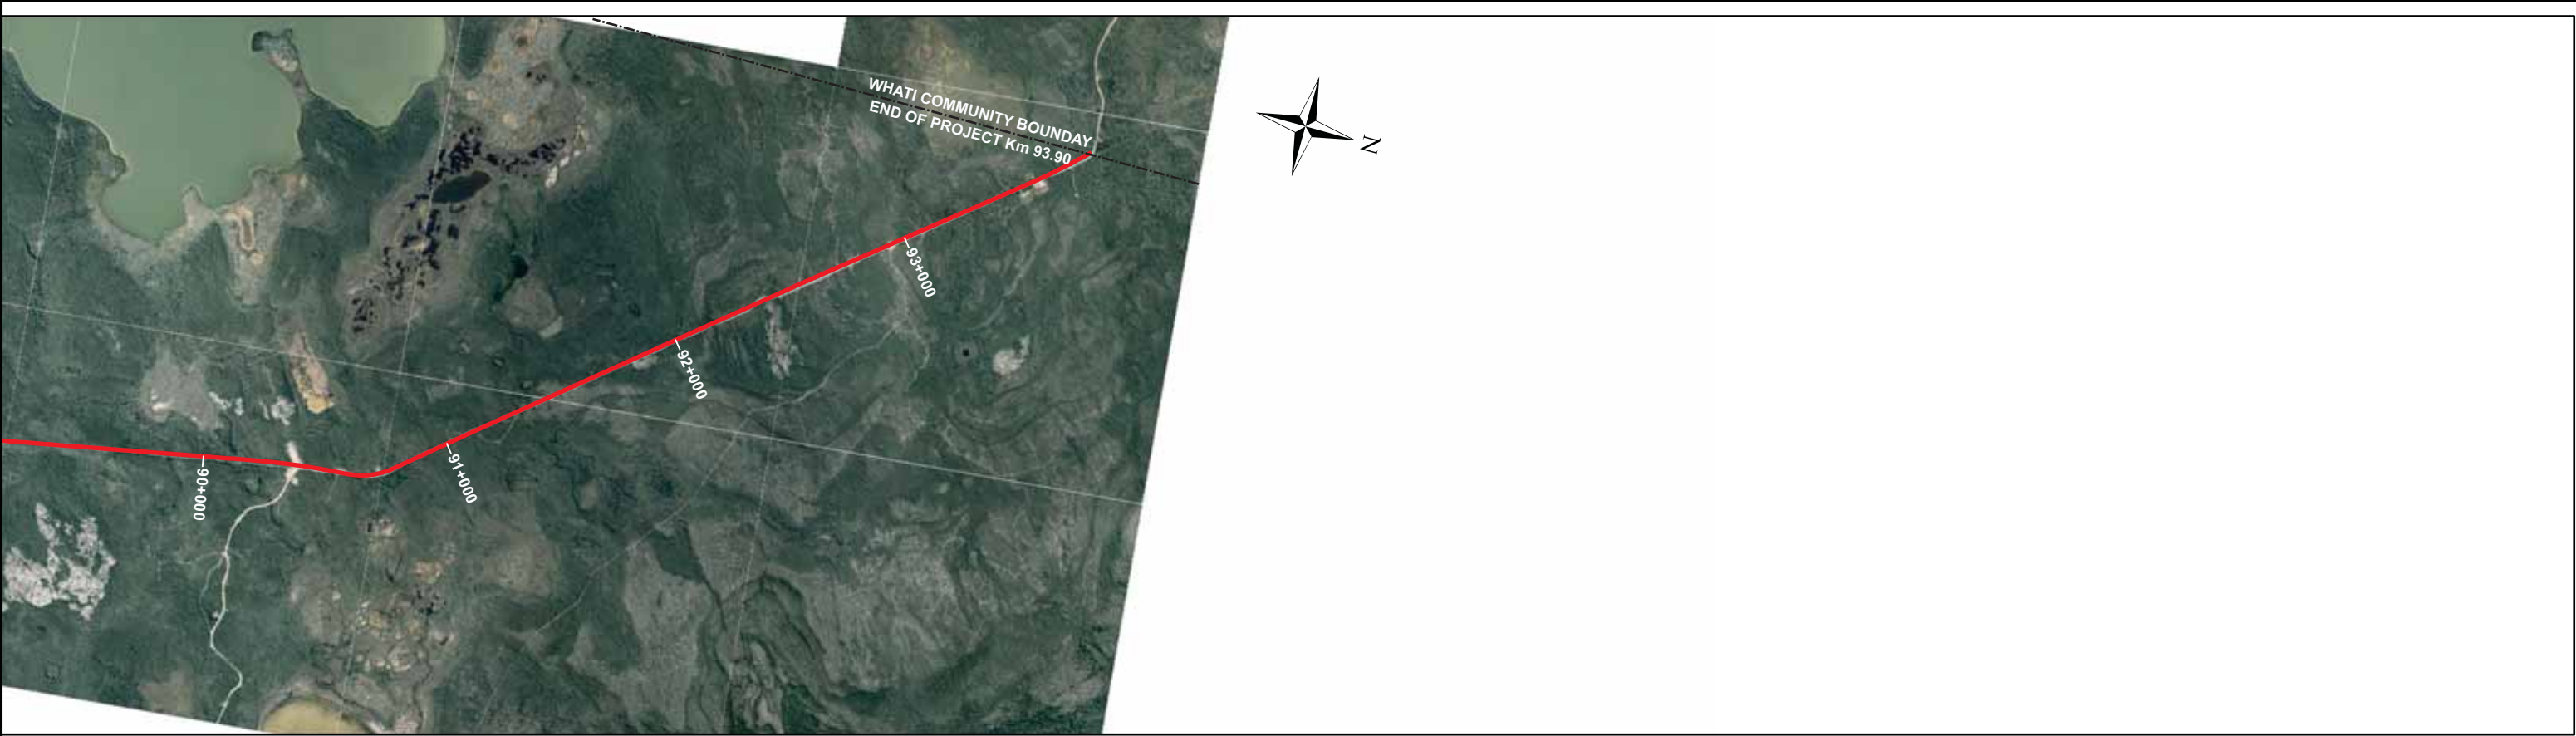 WHATI COMMUNITY BOUNDAY
END OF PROJECT Km 93.90
N
93+000
92+000
91+000
90+000